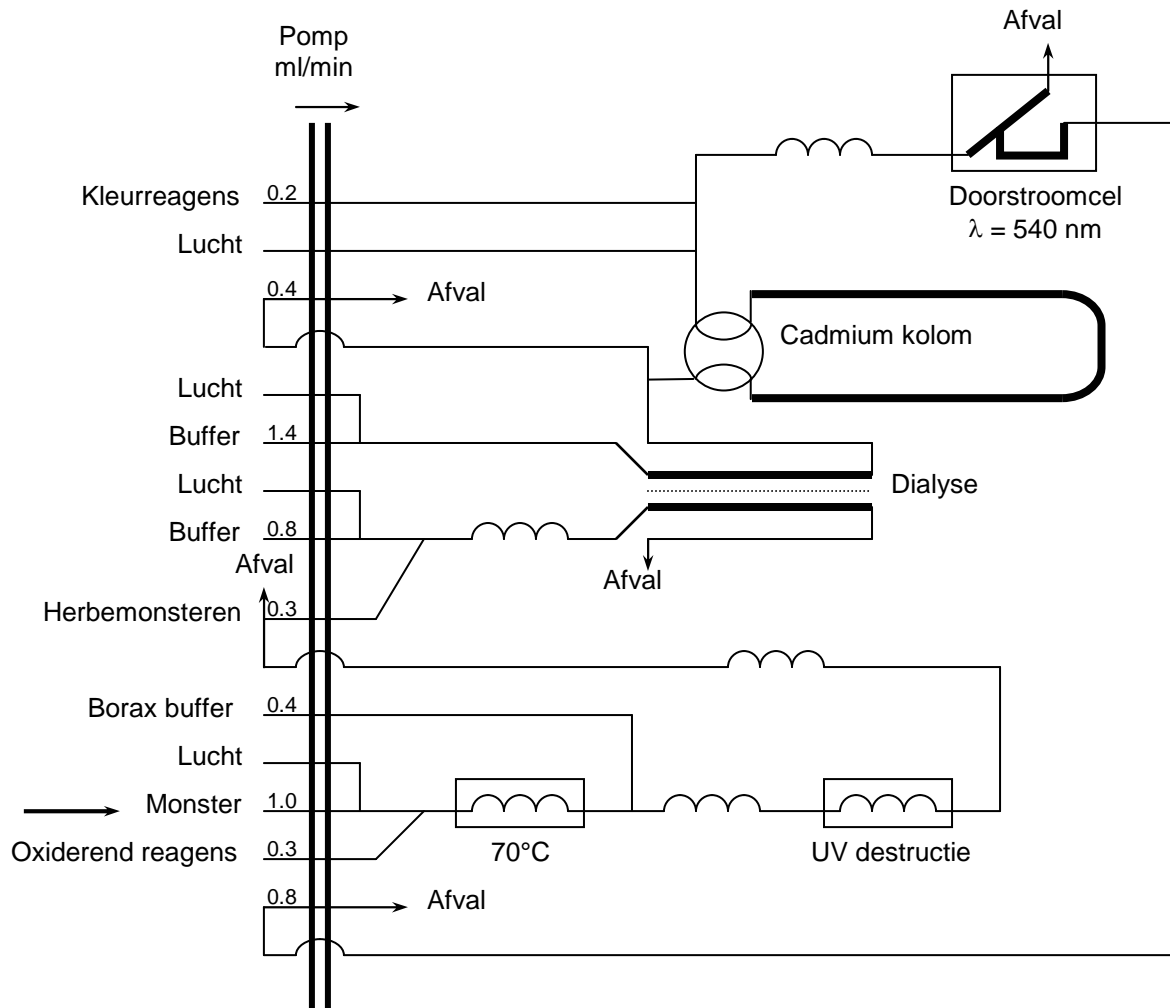 Afval
Pomp
ml/min
Kleurreagens 0.2
Doorstroomcel
λ = 540 nm
Lucht
0.4 Afval
Cadmium kolom
Lucht
Buffer 1.4
Lucht
Dialyse
Buffer 0.8
Afval
Afval
Herbemonsteren 0.3
Borax buffer 0.4
Lucht
Monster 1.0
Oxiderend reagens 0.3
70°C
UV destructie
0.8 Afval